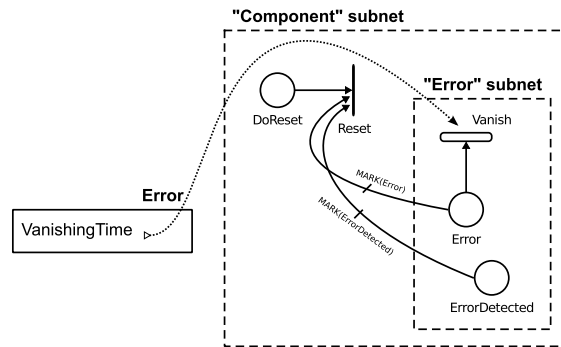 "Component" subnet
"Error" subnet
DoReset
Reset
Vanish
MARK(Error)
Error
VanishingTime
MARK(ErrorDetected)
Error
ErrorDetected